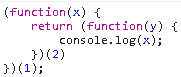 (function(x) {
    return (function(y) {
        console.log(x);
    })(2)
})(1);